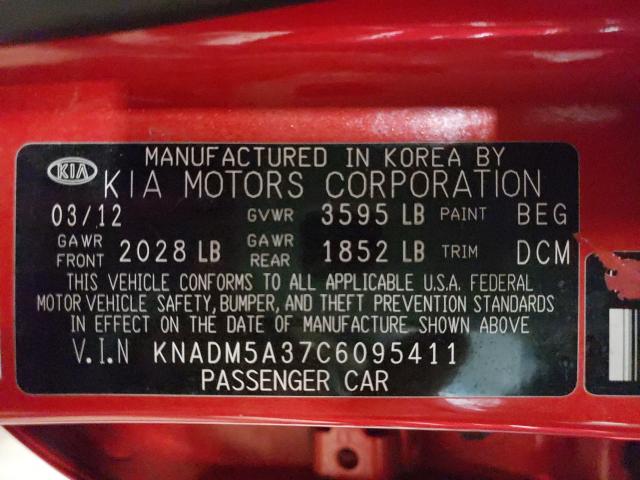 MANUFACTURED IN KOREA BY
KIA KIA MOTORS CORPORATION
03/12 GVWR 3595 LB PAINT BEG
GAWR FRONT 2028 LB GAWR REAR 1852 LB TRIM DCM
THIS VEHICLE CONFORMS TO ALL APPLICABLE U.S.A. FEDERAL
MOTOR VEHICLE SAFETY, BUMPER, AND THEFT PREVENTION STANDARDS
IN EFFECT ON THE DATE OF MANUFACTURE SHOWN ABOVE
V.I.N KNADM5A37C6095411
PASSENGER CAR